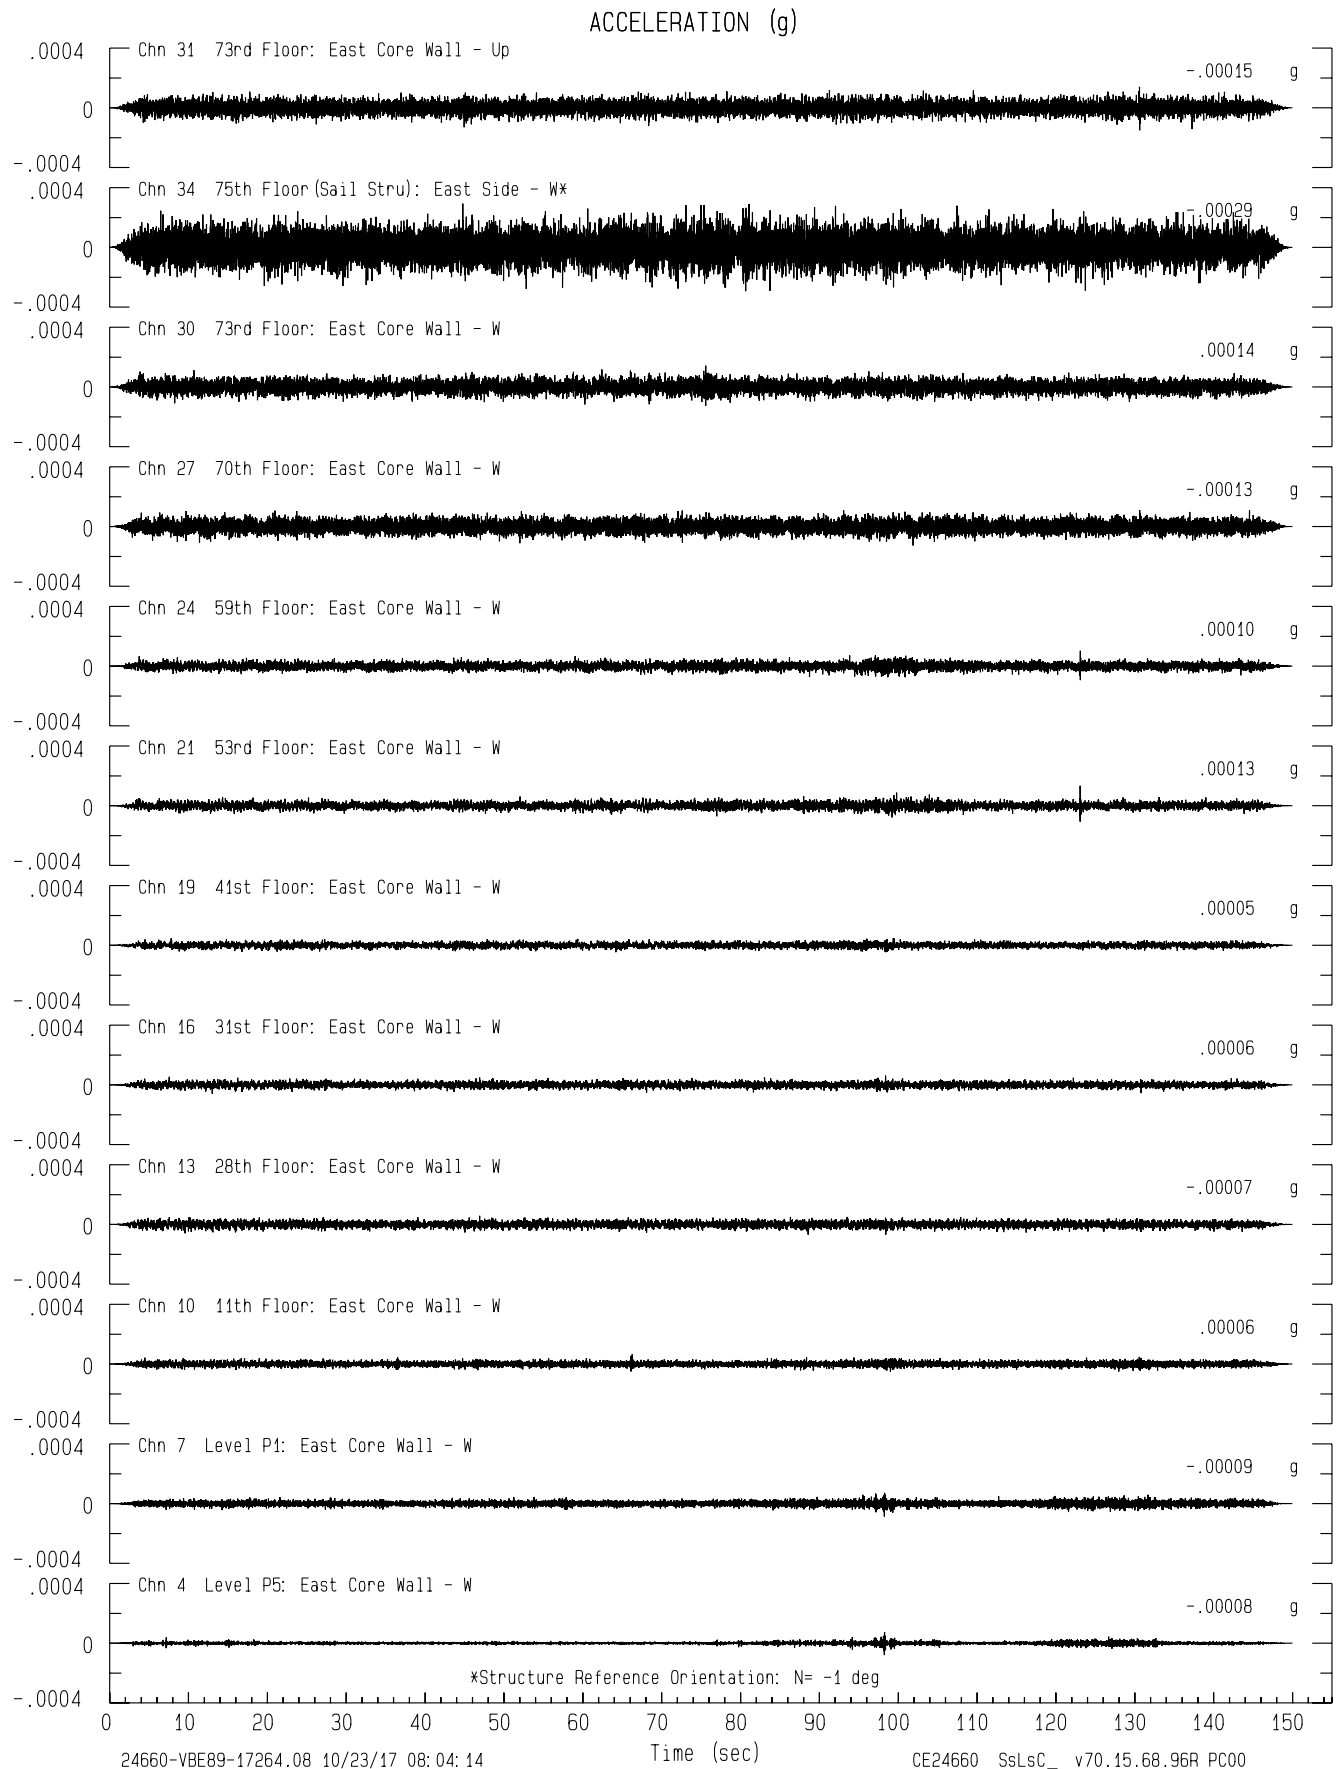 ACCELERATION (g)
.0004 Chn 31 73rd Floor: East Core Wall - Up
-.00015 g
0
-.0004
.0004 Chn 34 75th Floor(Sail Stru): East Side - W*
-.00029 g
0
-.0004
.0004 Chn 30 73rd Floor: East Core Wall - W
.00014 g
0
-.0004
.0004 Chn 27 70th Floor: East Core Wall - W
-.00013 g
0
-.0004
.0004 Chn 24 59th Floor: East Core Wall - W
.00010 g
0
-.0004
.0004 Chn 21 53rd Floor: East Core Wall - W
.00013 g
0
-.0004
.0004 Chn 19 41st Floor: East Core Wall - W
.00005 g
0
-.0004
.0004 Chn 16 31st Floor: East Core Wall - W
.00006 g
0
-.0004
.0004 Chn 13 28th Floor: East Core Wall - W
-.00007 g
0
-.0004
.0004 Chn 10 11th Floor: East Core Wall - W
.00006 g
0
-.0004
.0004 Chn 7 Level P1: East Core Wall - W
-.00009 g
0
-.0004
.0004 Chn 4 Level P5: East Core Wall - W
-.00008 g
0
*Structure Reference Orientation: N= -1 deg
-.0004
0 10 20 30 40 50 60 70 80 90 100 110 120 130 140 150
Time (sec)
24660-VBE89-17264.08 10/23/17 08:04:14 CE24660 SsLsC_ v70.15.68.96R PC00